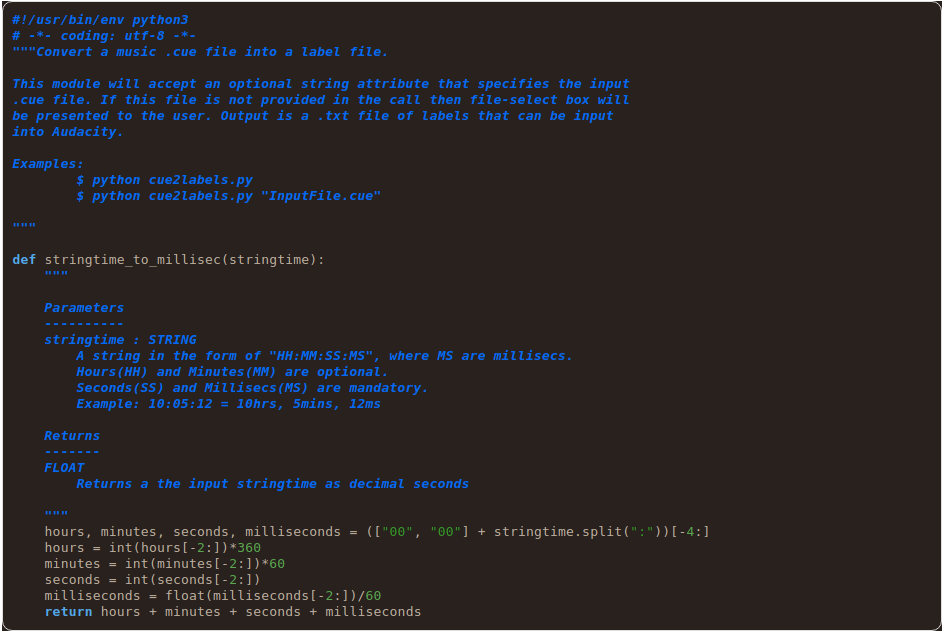 #!/usr/bin/env python3
# -*- coding: utf-8 -*-
"""Convert a music .cue file into a label file.

This module will accept an optional string attribute that specifies the input
.cue file. If this file is not provided in the call then file-select box will
be presented to the user. Output is a .txt file of labels that can be input
into Audacity.

Examples:
        $ python cue2labels.py
        $ python cue2labels.py "InputFile.cue"

"""

def stringtime_to_millisec(stringtime):
    """

    Parameters
    ----------
    stringtime : STRING
        A string in the form of "HH:MM:SS:MS", where MS are millisecs.
        Hours(HH) and Minutes(MM) are optional.
        Seconds(SS) and Millisecs(MS) are mandatory.
        Example: 10:05:12 = 10hrs, 5mins, 12ms

    Returns
    -------
    FLOAT
        Returns a the input stringtime as decimal seconds

    """
    hours, minutes, seconds, milliseconds = (["00", "00"] + stringtime.split(":"))[-4:]
    hours = int(hours[-2:])*360
    minutes = int(minutes[-2:])*60
    seconds = int(seconds[-2:])
    milliseconds = float(milliseconds[-2:])/60
    return hours + minutes + seconds + milliseconds